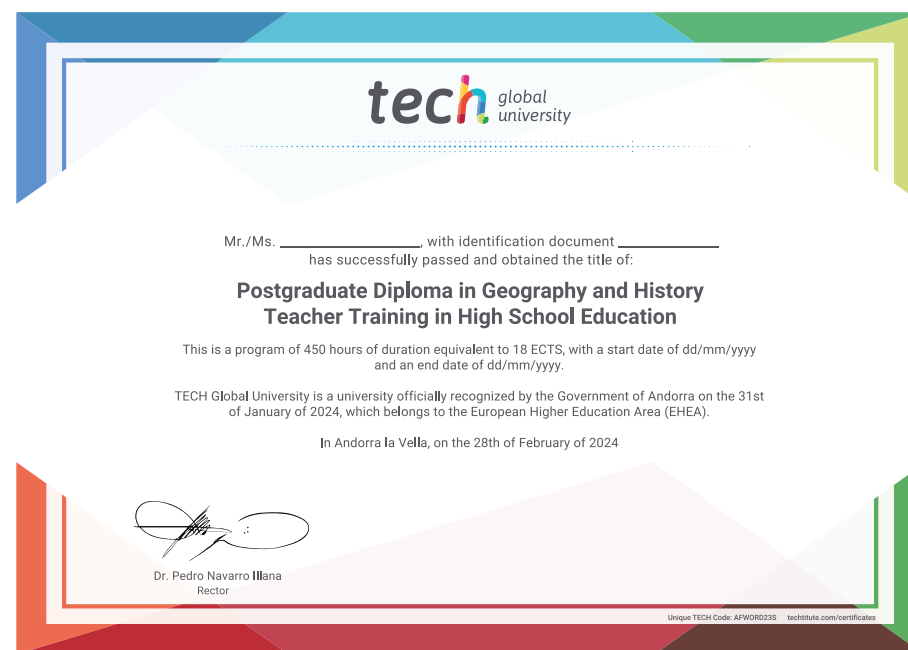 tech global
university
Mr./Ms. ____________, with identification document ____________
has successfully passed and obtained the title of:
Postgraduate Diploma in Geography and History
Teacher Training in High School Education
This is a program of 450 hours of duration equivalent to 18 ECTS, with a start date of dd/mm/yyyy
and an end date of dd/mm/yyyy.
TECH Global University is a university officially recognized by the Government of Andorra on the 31st
of January of 2024, which belongs to the European Higher Education Area (EHEA).
In Andorra la Vella, on the 28th of February of 2024
Dr. Pedro Navarro Illana
Rector
Unique TECH Code: AFWORD23S techtitute.com/certificates